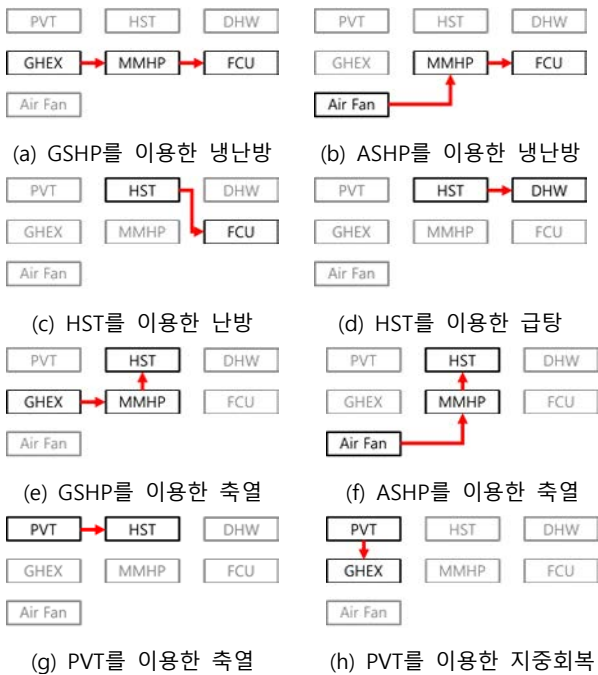 PVT HST DHW
GHEX MMHP FCU
Air Fan
(a) GSHP를 이용한 냉난방
PVT HST DHW
GHEX MMHP FCU
Air Fan
(b) ASHP를 이용한 냉난방
PVT HST DHW
GHEX MMHP FCU
Air Fan
(c) HST를 이용한 난방
PVT HST DHW
GHEX MMHP FCU
Air Fan
(d) HST를 이용한 급탕
PVT HST DHW
GHEX MMHP FCU
Air Fan
(e) GSHP를 이용한 축열
PVT HST DHW
GHEX MMHP FCU
Air Fan
(f) ASHP를 이용한 축열
PVT HST DHW
GHEX MMHP FCU
Air Fan
(g) PVT를 이용한 축열
PVT HST DHW
GHEX MMHP FCU
Air Fan
(h) PVT를 이용한 지중회복